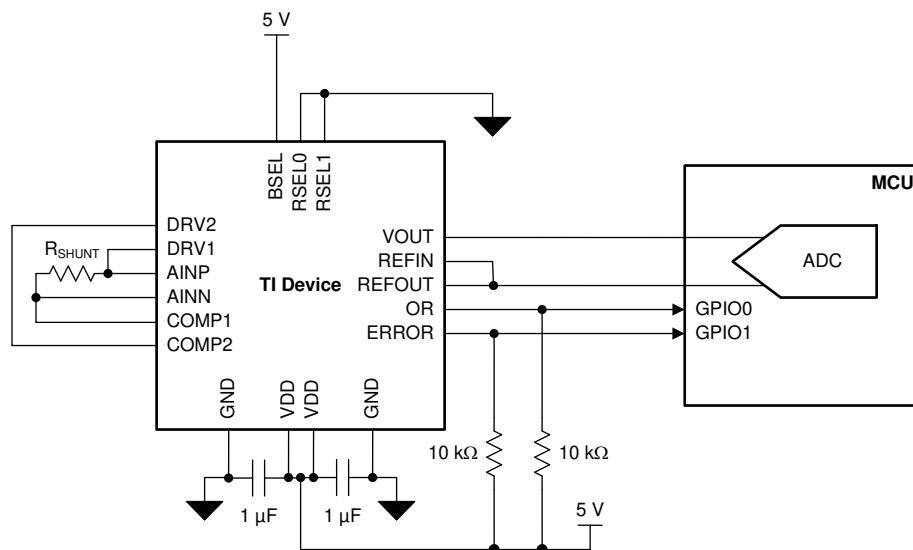 5 V
BSEL
RSEL0
RSEL1
MCU
DRV2
DRV1
AINP
AINN
COMP1
COMP2
R_SHUNT
TI Device
VOUT
REFIN
REFOUT
OR
ERROR
ADC
GPIO0
GPIO1
GND
VDD
VDD
GND
1 µF
1 µF
10 kΩ
10 kΩ
5 V